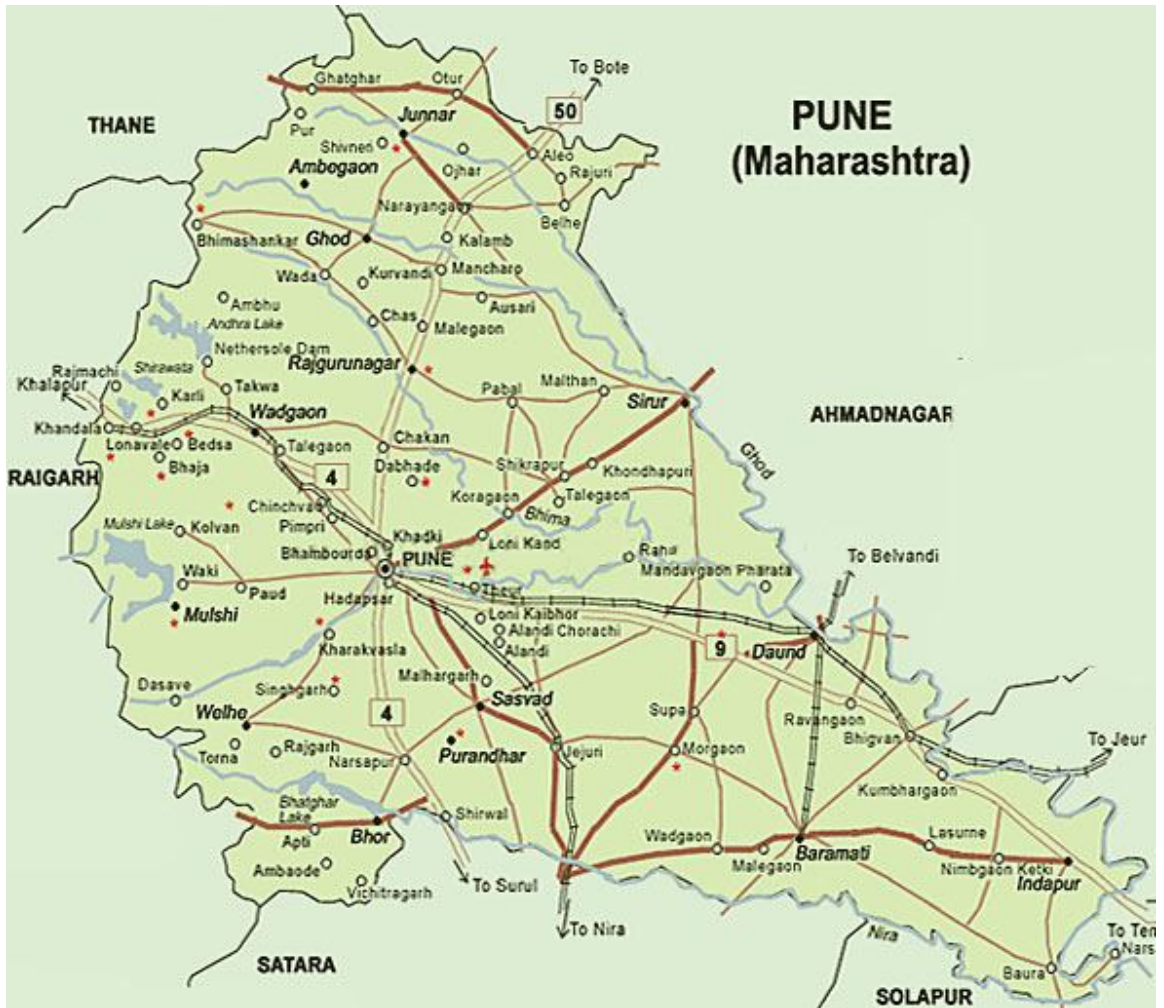 To Bote
Ghatghar
Otur
50
PUNE
(Maharashtra)
THANE
Pur
Junnar
Shivneri
Aleo
Ojhar
Rajuri
Ambegaon
Narayangaon
Belhe
Bhimashankar
Ghod
Kalamb
Wada
Kurvandi
Mancharo
Ambhu
Ausari
Andhra Lake
Chas
Malegaon
Nethersole Dam
Rajmachi
Shirawata
Rajgurunagar
Khalapur
Takwa
Pabal
Malthan
Karli
Sirur
Wadgaon
AHMADNAGAR
Khandala
Lonavale
Bedsa
Talegaon
Chakan
Ghod
RAIGARH
Bhaja
4
Dabhade
Shikrapur
Khondhapuri
Chinchvad
Koragaon
Talegaon
Mulshi Lake
Kolvan
Pimpri
Bhima
Khadki
Loni Kand
Bhambourda
PUNE
Rahu
To Belvandi
Waki
Paud
Hadapsar
Theur
Mandavgaon Pharata
Mulshi
Loni Kalbhor
Alandi Chorachi
Kharakvasla
Alandi
9
Daund
Dasave
Singhgarh
Malhargarh
4
Sasvad
Supa
Ravangaon
Welhe
Bhigvan
To Jeur
Torna
Rajgarh
Narsapur
Purandhar
Jejuri
Morgaon
Kumbhargaon
Bhatghar
Lake
Shirwal
Apti
Bhor
Wadgaon
Malegaon
Baramati
Lasurne
Nimbgaon Ketki
Indapur
Ambaode
Vichitragarh
To Surul
To Nira
Nira
To Tem
Nars
SATARA
Baura
SOLAPUR